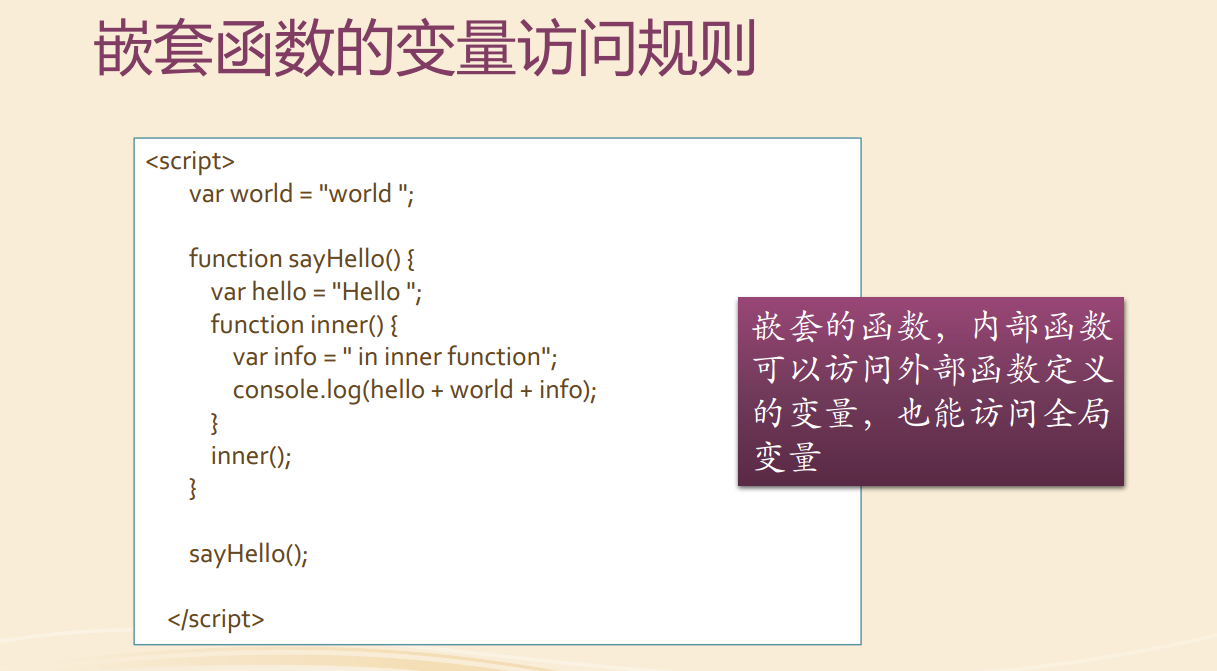 嵌套函数的变量访问规则
<script>
var world = "world ";
function sayHello() {
var hello = "Hello ";
function inner() {
var info = " in inner function";
console.log(hello + world + info);
}
inner();
}
sayHello();
</script>
嵌套的函数，内部函数
可以访问外部函数定义
的变量，也能访问全局
变量